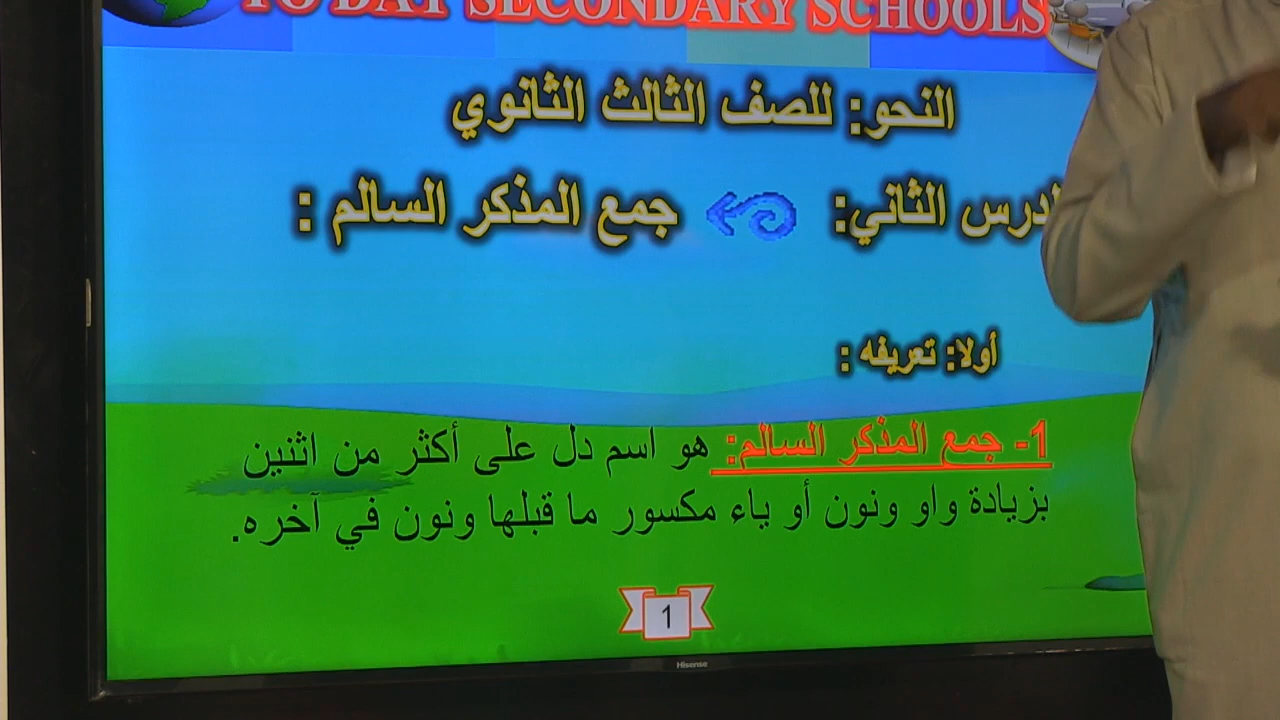 TO DAY SECONDARY SCHOOLS
النحو: للصف الثالث الثانوي
الدرس الثاني: جمع المذكر السالم :
أولا: تعريفه :
1- جمع المذكر السالم: هو اسم دل على أكثر من اثنين
بزيادة واو ونون أو ياء مكسور ما قبلها ونون في آخره.
1
Hisense